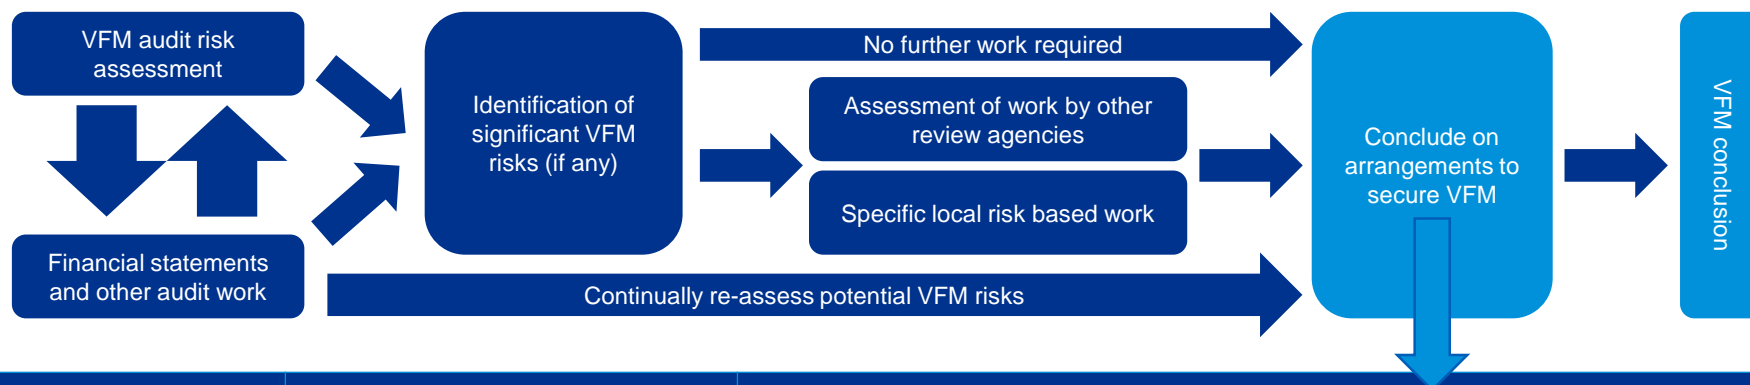 VFM audit risk
assessment
Financial statements
and other audit work
Identification of
significant VFM
risks (if any)
No further work required
Assessment of work by other
review agencies
Specific local risk based work
Continually re-assess potential VFM risks
Conclude on
arrangements to
secure VFM
VFM conclusion